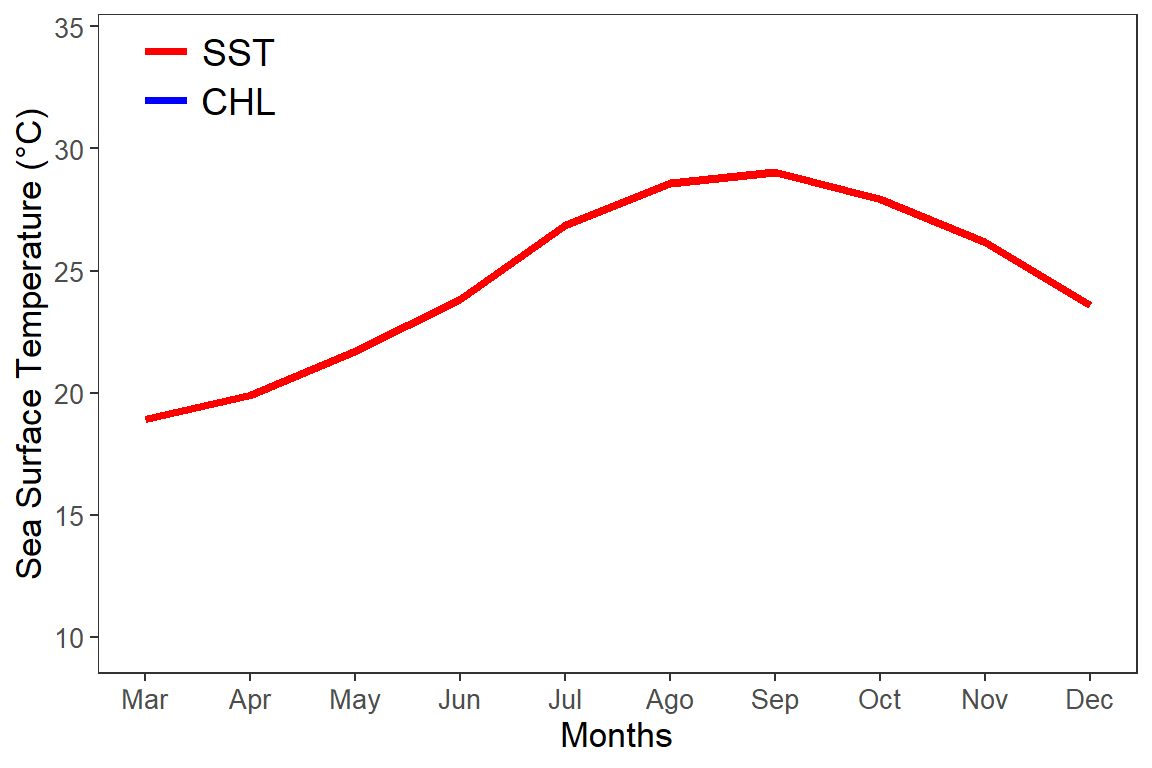 SST
CHL
Sea Surface Temperature (°C)
35
30
25
20
15
10
Mar Apr May Jun Jul Ago Sep Oct Nov Dec
Months